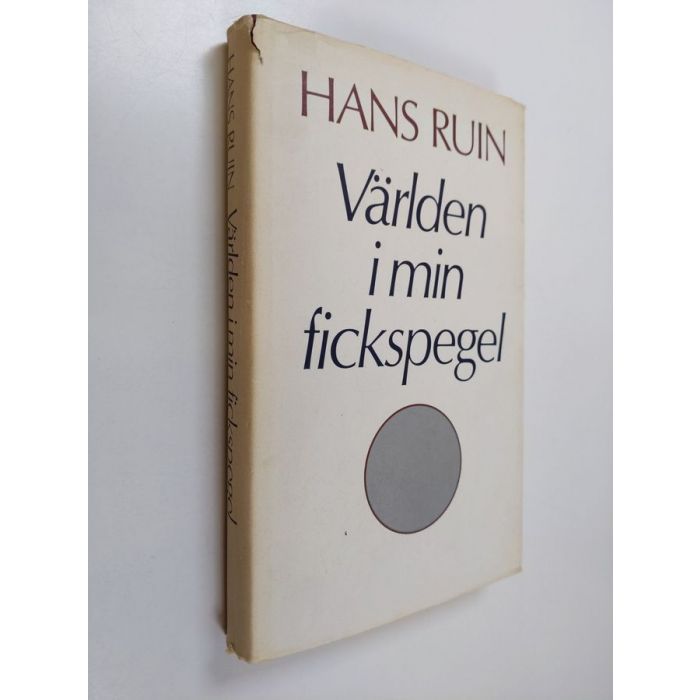 HANS RUIN
Världen
i min
fickspegel
HANS RUIN Världen i min fickspegel